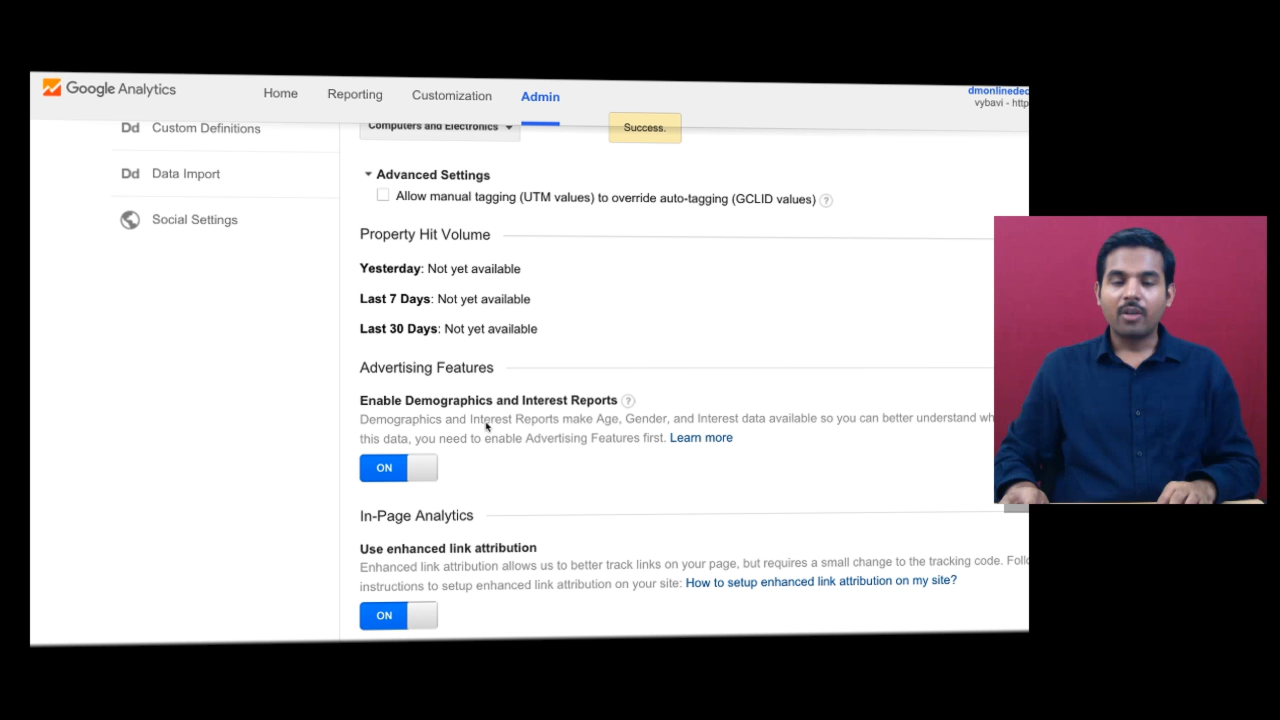 Google Analytics
Home
Reporting
Customization
Admin
dmonlinedec
vybavi - http
Dd Custom Definitions
Computers and Electronics
Success.
Dd Data Import
Social Settings
Advanced Settings
Allow manual tagging (UTM values) to override auto-tagging (GCLID values) ?
Property Hit Volume
Yesterday: Not yet available
Last 7 Days: Not yet available
Last 30 Days: Not yet available
Advertising Features
Enable Demographics and Interest Reports ?
Demographics and Interest Reports make Age, Gender, and Interest data available so you can better understand wh
this data, you need to enable Advertising Features first. Learn more
ON
In-Page Analytics
Use enhanced link attribution
Enhanced link attribution allows us to better track links on your page, but requires a small change to the tracking code. Follo
instructions to setup enhanced link attribution on your site: How to setup enhanced link attribution on my site?
ON